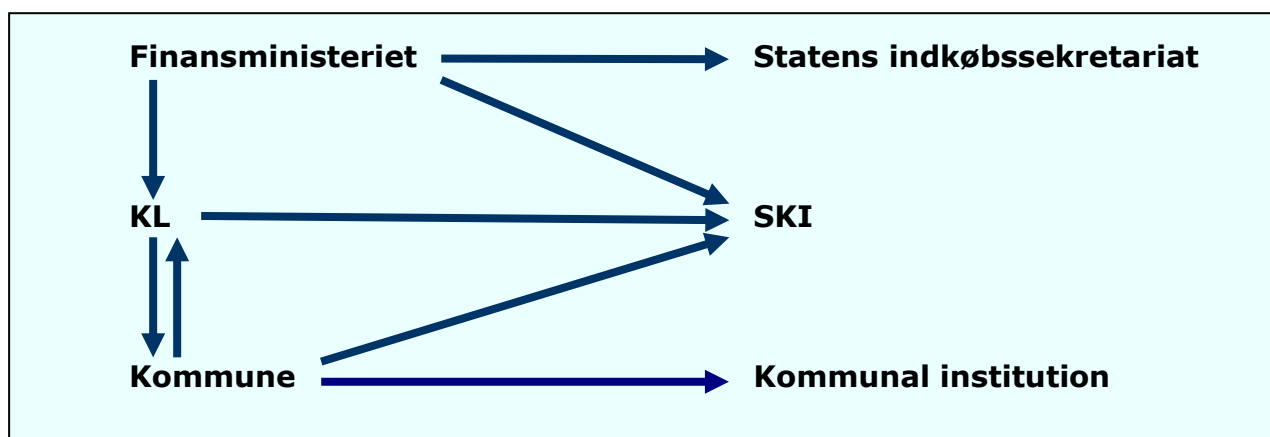 Finansministeriet
Statens indkøbssekretariat
KL
SKI
Kommune
Kommunal institution